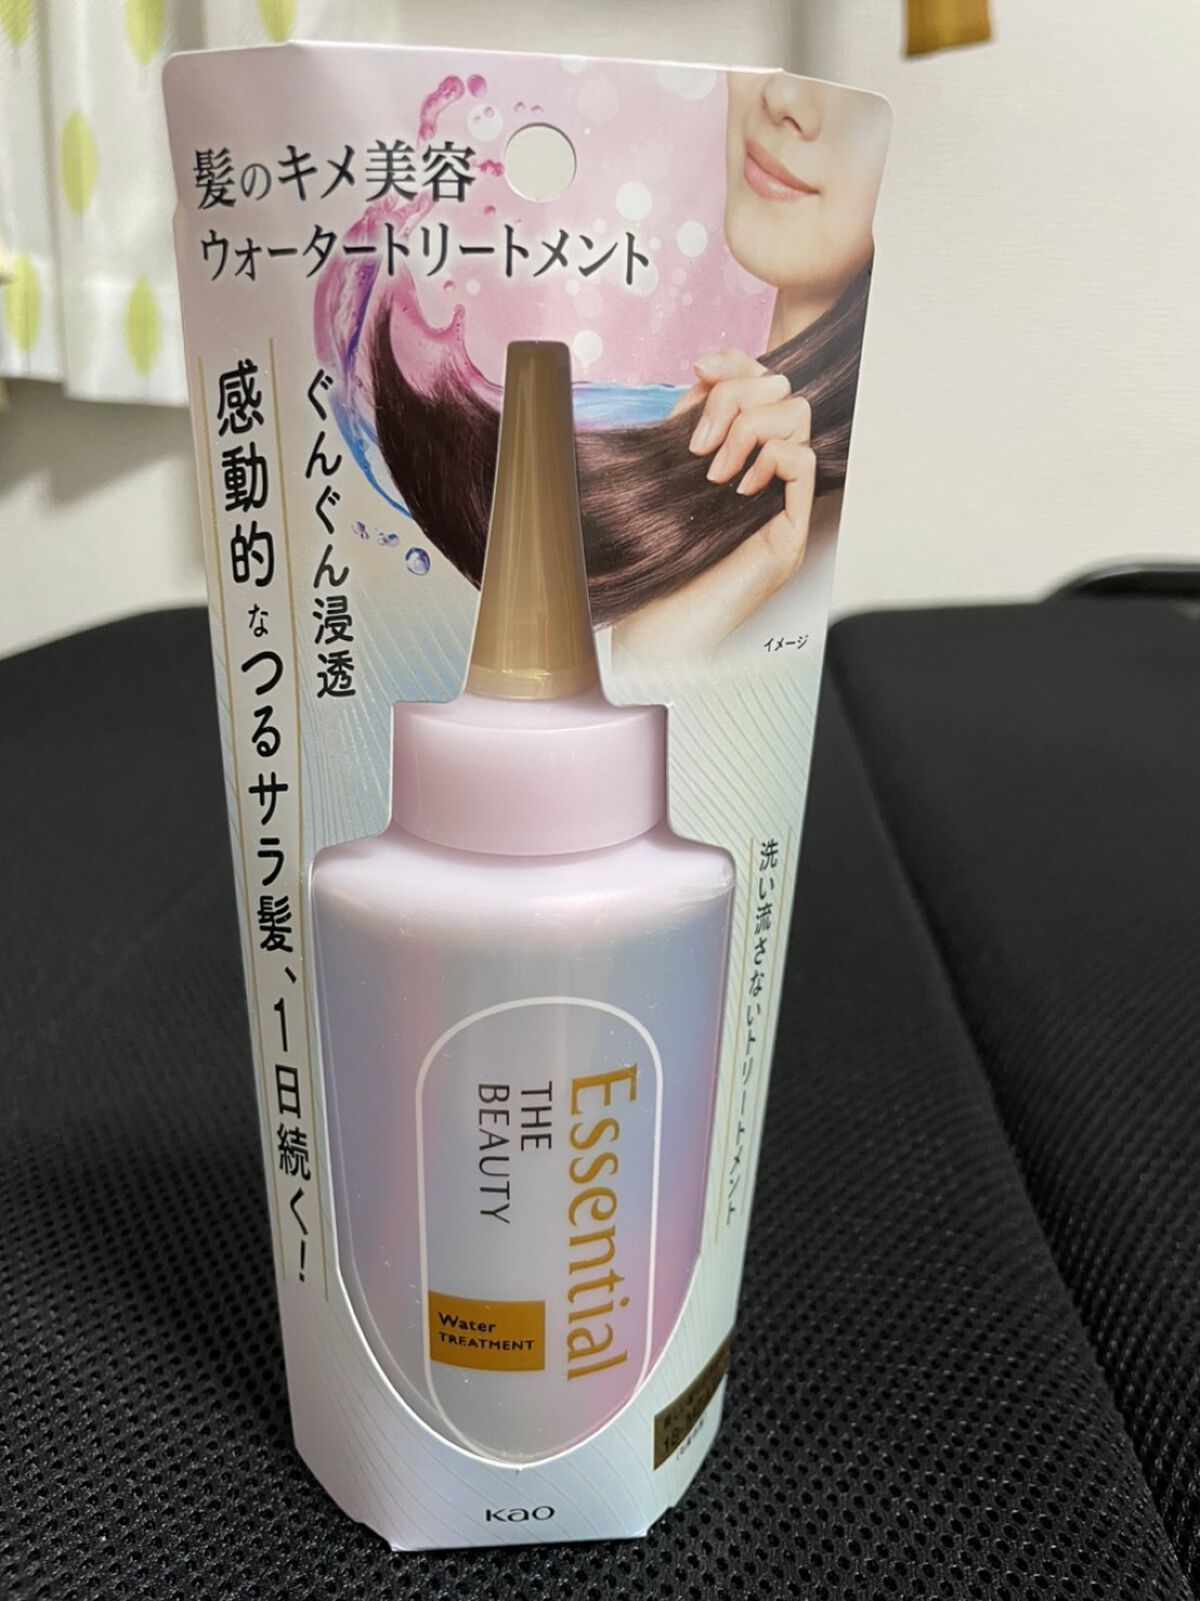 髪のキメ美容
ウォータートリートメント
ぐんぐん浸透
感動的なつるサラ髪、1日続く!
イメージ
洗い流さないトリートメント
Essential
THE
BEAUTY
Water
TREATMENT
Kao